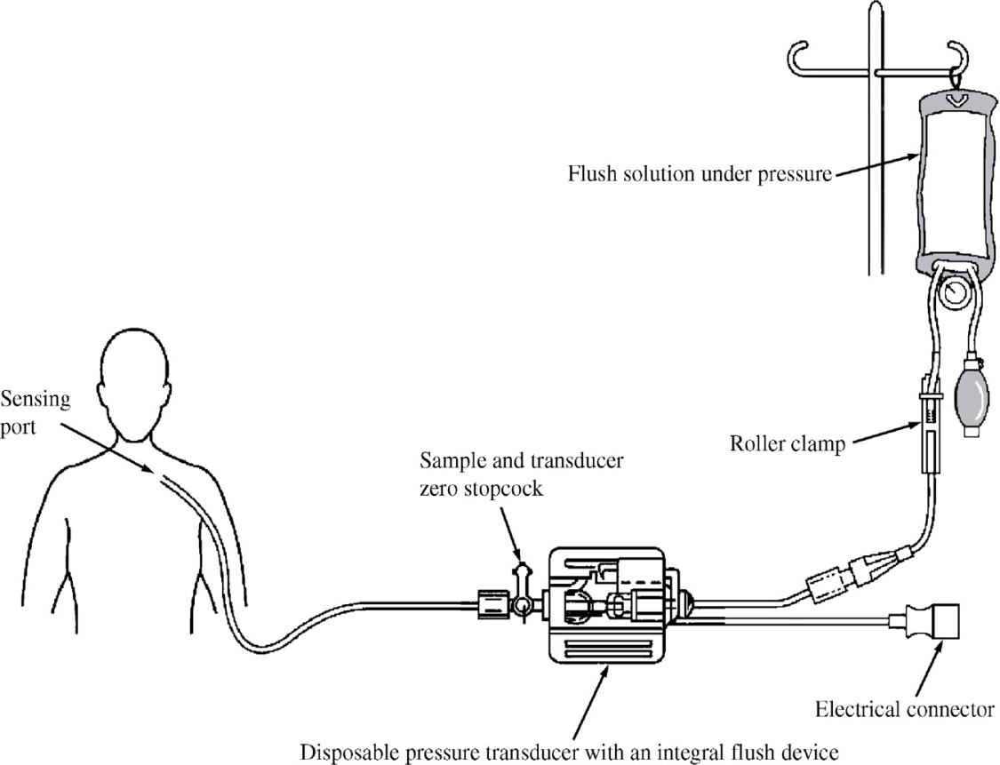 Flush solution under pressure
Sensing
port
Roller clamp
Sample and transducer
zero stopcock
Electrical connector
Disposable pressure transducer with an integral flush device